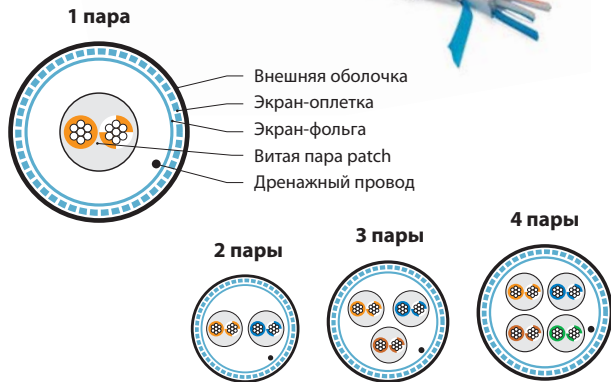 1 пара
Внешняя оболочка
Экран-оплетка
Экран-фольга
Витая пара patch
Дренажный провод
2 пары
3 пары
4 пары